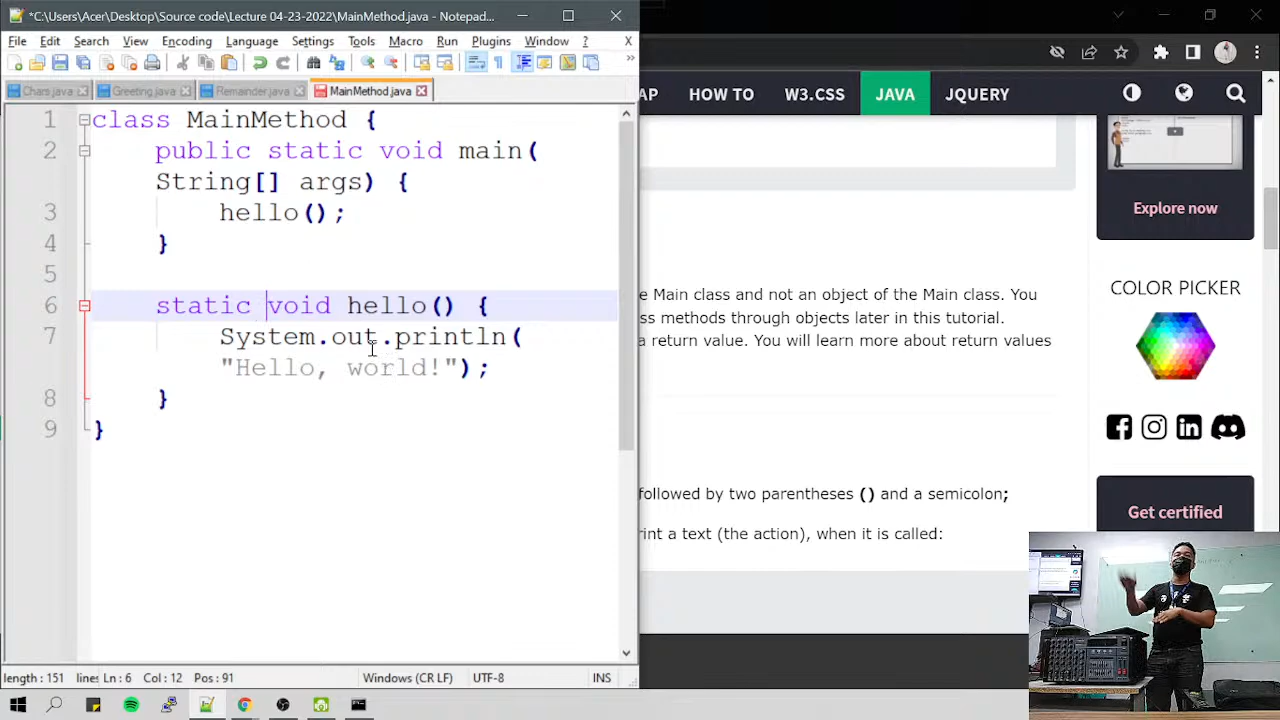 *C:\Users\Acer\Desktop\Source code\Lecture 04-23-2022\MainMethod.java - Notepad...
File Edit Search View Encoding Language Settings Tools Macro Run Plugins Window ? X
Chars.java Greeting.java Remainder.java MainMethod.java
1 class MainMethod {
2 public static void main(
String[] args) {
3 hello();
4 }
5
6 static void hello() {
7 System.out.println(
"Hello, world!");
8 }
9 }
length : 151 lines Ln : 6 Col : 12 Pos : 91 Windows (CR LF) UTF-8 INS
AP HOW TO W3.CSS JAVA JQUERY
Explore now
e Main class and not an object of the Main class. You
ss methods through objects later in this tutorial.
a return value. You will learn more about return values
COLOR PICKER
followed by two parentheses () and a semicolon;
rint a text (the action), when it is called:
Get certified